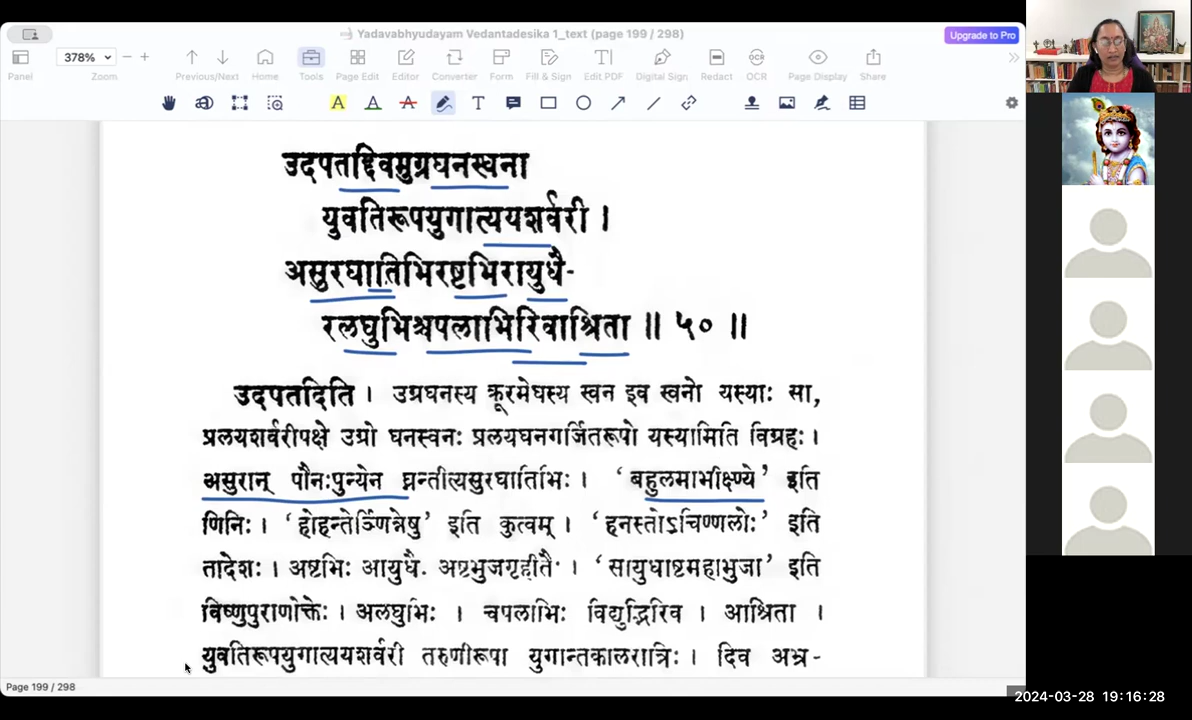 Yadavabhyudayam Vedantadesika 1_text (page 199 / 298)
Upgrade to Pro
378%
Panel
Zoom
Previous/Next
Home
Tools
Page Edit
Editor
Converter
Form
Fill & Sign
Edit PDF
Digital Sign
Redact
OCR
Page Display
Share
उदपतद्दिवमुग्रघनस्वना
युवतिरूपयुगात्ययशर्वरी ।
असुरघातिभिरष्टभिरायुधै-
रलघुभिश्चपलाभिरिवाश्रिता ॥ ५० ॥
उदपतदिति । उग्रघनस्य क्रूरमेघस्य स्वन इव स्वनो यस्याः सा,
प्रलयशर्वरीपक्षे उग्रो घनस्वनः प्रलयघनगर्जितरूपो यस्यामिति विग्रहः ।
असुरान् पौनःपुन्येन घ्नन्तीत्यसुरघातिभिः । ‘बहुलमाभीक्ष्ण्ये’ इति
णिनिः । ‘होहन्तेर्ञ्णिन्नेषु’ इति कुत्वम् । ‘हनस्तोऽचिण्णलोः’ इति
तादेशः । अष्टभिः आयुधैः अष्टभुजगृहीतैः । ‘सायुधाष्टमहाभुजा’ इति
विष्णुपुराणोक्तेः । अलघुभिः । चपलाभिः विद्युद्भिरिव । आश्रिता ।
युवतिरूपयुगात्ययशर्वरी तरुणीरूपा युगान्तकालरात्रिः । दिव अभ्र-
Page 199 / 298
2024-03-28 19:16:28